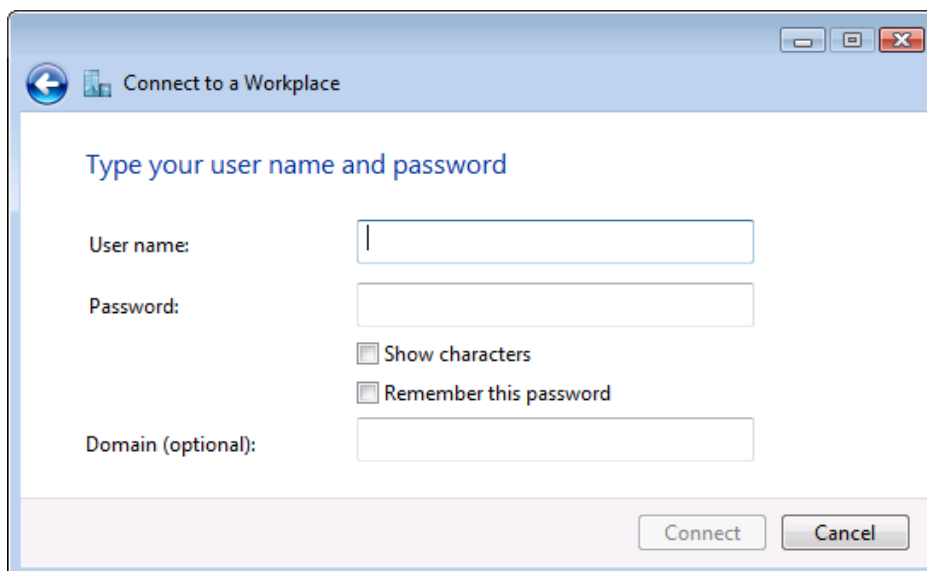 Connect to a Workplace
Type your user name and password
User name:
Password:
Show characters
Remember this password
Domain (optional):
Connect Cancel